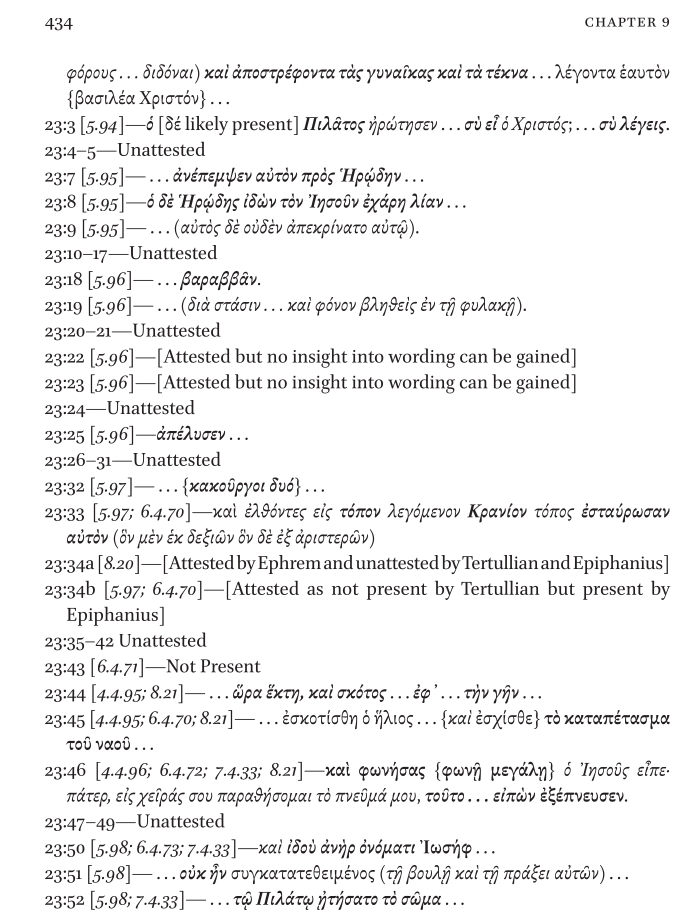 434 CHAPTER 9
φόρους . . . διδόναι) καὶ ἀποστρέφοντα τὰς γυναῖκας καὶ τὰ τέκνα . . . λέγοντα ἑαυτὸν
{βασιλέα Χριστόν} . . .
23:3 [5.94]—ὁ [δέ likely present] Πιλᾶτος ἠρώτησεν . . . σὺ εἶ ὁ Χριστός; . . . σὺ λέγεις.
23:4–5—Unattested
23:7 [5.95]— . . . ἀνέπεμψεν αὐτὸν πρὸς Ἡρῴδην . . .
23:8 [5.95]—ὁ δὲ Ἡρῴδης ἰδὼν τὸν Ἰησοῦν ἐχάρη λίαν . . .
23:9 [5.95]— . . . (αὐτὸς δὲ οὐδὲν ἀπεκρίνατο αὐτῷ).
23:10–17—Unattested
23:18 [5.96]— . . . βαραββᾶν.
23:19 [5.96]— . . . (διὰ στάσιν . . . καὶ φόνον βληθεὶς ἐν τῇ φυλακῇ).
23:20–21—Unattested
23:22 [5.96]—[Attested but no insight into wording can be gained]
23:23 [5.96]—[Attested but no insight into wording can be gained]
23:24—Unattested
23:25 [5.96]—ἀπέλυσεν . . .
23:26–31—Unattested
23:32 [5.97]— . . . {κακοῦργοι δυό} . . .
23:33 [5.97; 6.4.70]—καὶ ἐλθόντες εἰς τόπον λεγόμενον Κρανίον τόπος ἐσταύρωσαν
αὐτὸν (ὃν μὲν ἐκ δεξιῶν ὃν δὲ ἐξ ἀριστερῶν)
23:34a [8.20]—[Attested by Ephrem and unattested by Tertullian and Epiphanius]
23:34b [5.97; 6.4.70]—[Attested as not present by Tertullian but present by
Epiphanius]
23:35–42 Unattested
23:43 [6.4.71]—Not Present
23:44 [4.4.95; 8.21]— . . . ὥρα ἕκτη, καὶ σκότος . . . ἐφ᾽ . . . τὴν γῆν . . .
23:45 [4.4.95; 6.4.70; 8.21]— . . . ἐσκοτίσθη ὁ ἥλιος . . . {καὶ ἐσχίσθε} τὸ καταπέτασμα
τοῦ ναοῦ . . .
23:46 [4.4.96; 6.4.72; 7.4.33; 8.21]—καὶ φωνήσας {φωνῇ μεγάλῃ} ὁ Ἰησοῦς εἶπε·
πάτερ, εἰς χεῖράς σου παραθήσομαι τὸ πνεῦμά μου, τοῦτο . . . εἰπὼν ἐξέπνευσεν.
23:47–49—Unattested
23:50 [5.98; 6.4.73; 7.4.33]—καὶ ἰδοὺ ἀνὴρ ὀνόματι Ἰωσήφ . . .
23:51 [5.98]— . . . οὐκ ἦν συγκατατεθειμένος (τῇ βουλῇ καὶ τῇ πράξει αὐτῶν) . . .
23:52 [5.98; 7.4.33]— . . . τῷ Πιλάτῳ ᾐτήσατο τὸ σῶμα . . .